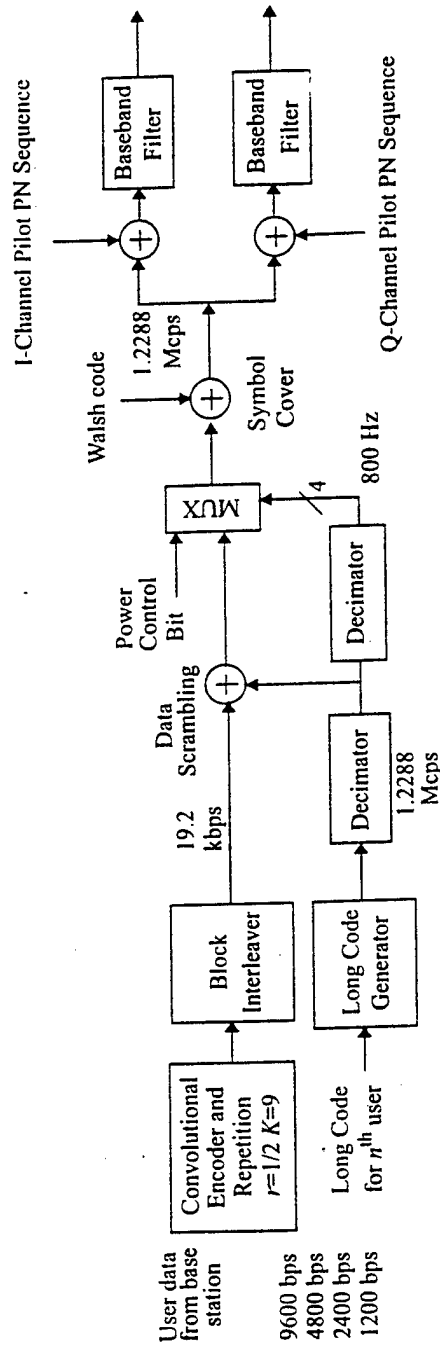 User data
from base
station
9600 bps
4800 bps
2400 bps
1200 bps
Convolutional
Encoder and
Repetition
r=1/2 K=9
Long Code
for nth user
Block
Interleaver
Long Code
Generator
19.2
kbps
Data
Scrambling
Decimator
1.2288
Mcps
Power
Control
Bit
Decimator
MUX
4
800 Hz
Walsh code
Symbol
Cover
1.2288
Mcps
I-Channel Pilot PN Sequence
Baseband
Filter
Baseband
Filter
Q-Channel Pilot PN Sequence